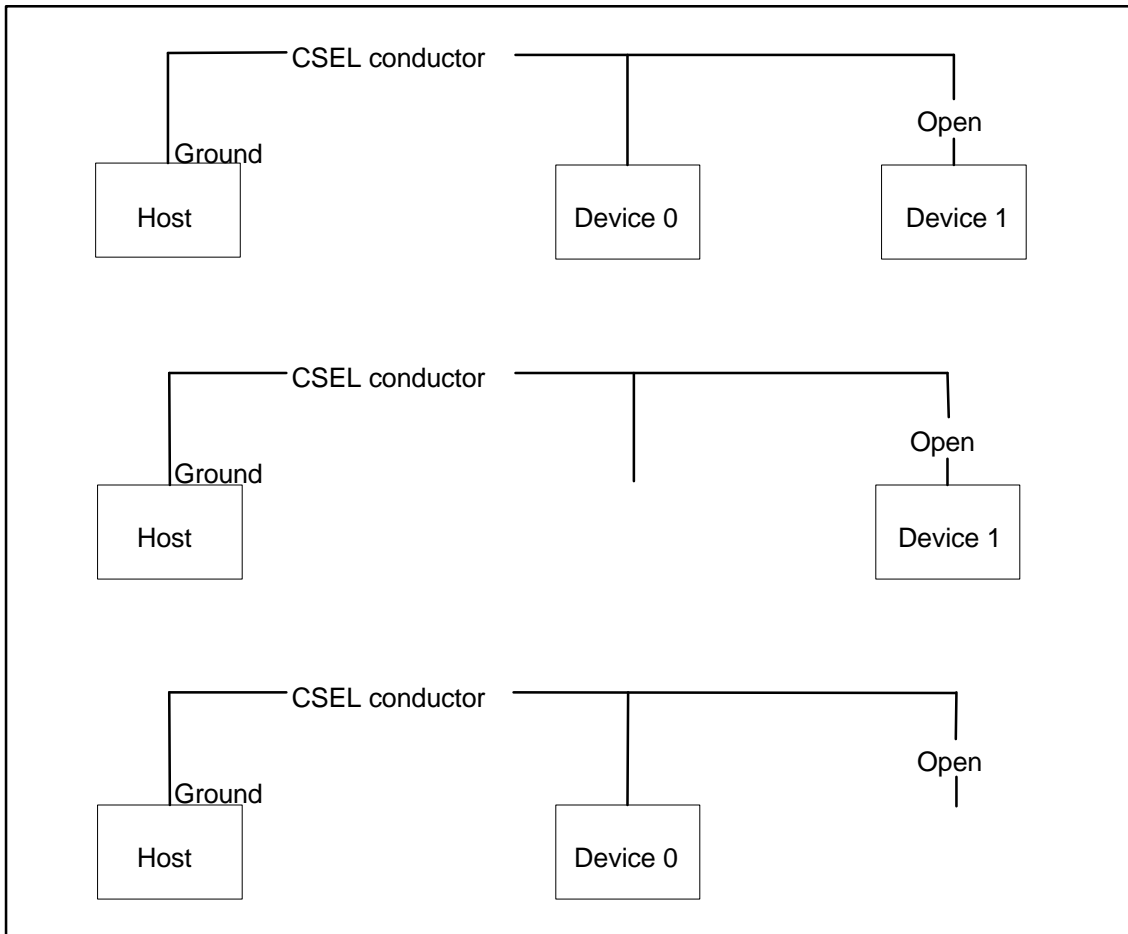 CSEL conductor
Open
Ground
Host
Device 0
Device 1
CSEL conductor
Open
Ground
Host
Device 1
CSEL conductor
Open
Ground
Host
Device 0